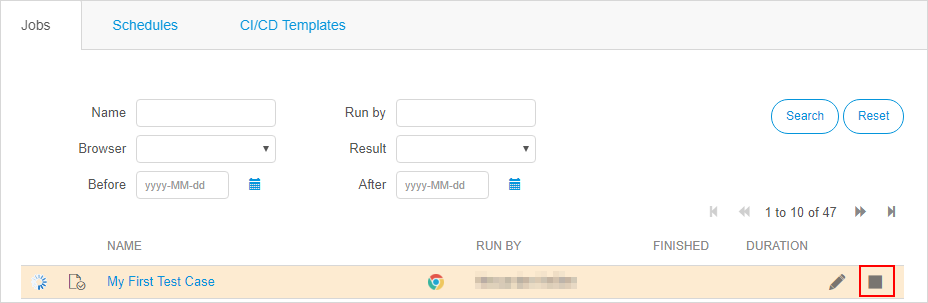 Jobs Schedules CI/CD Templates
Name Run by Search Reset
Browser Result
Before yyyy-MM-dd After yyyy-MM-dd
1 to 10 of 47
NAME RUN BY FINISHED DURATION
My First Test Case